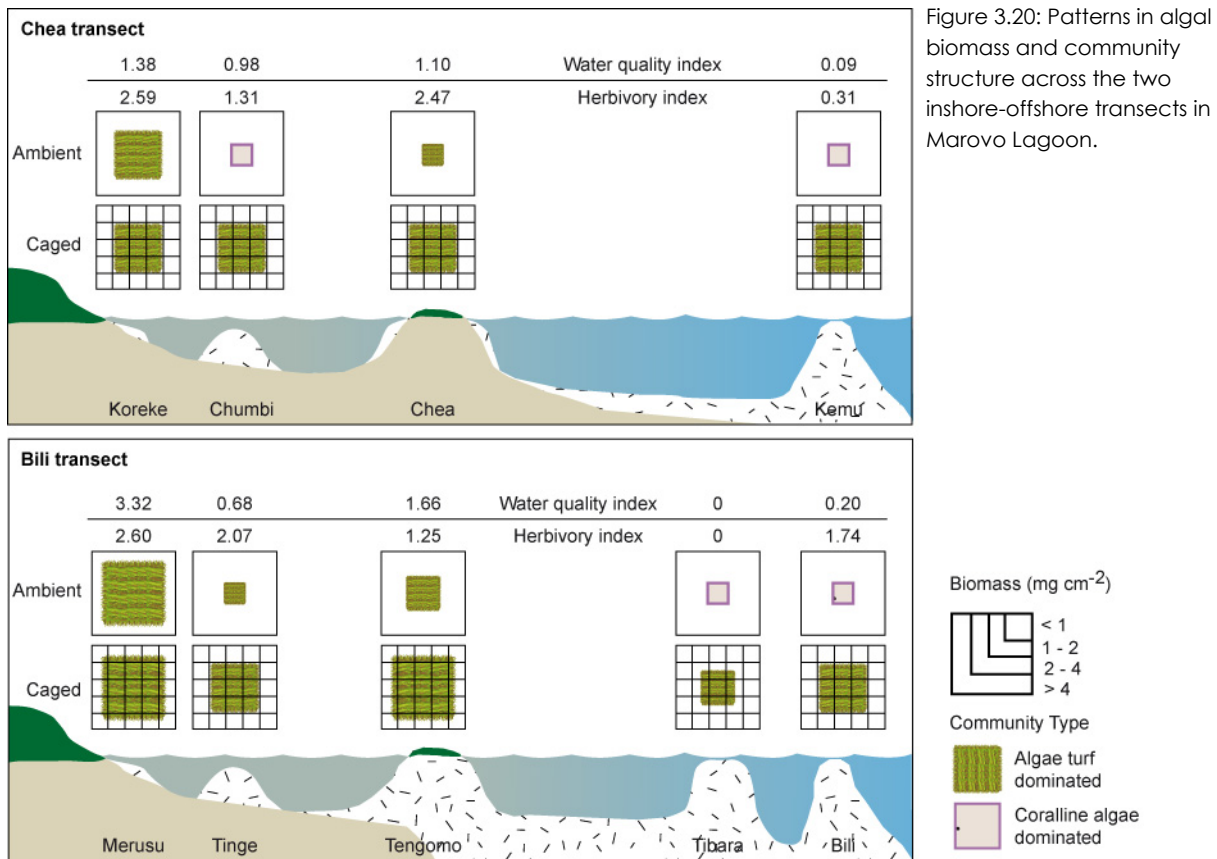 Chea transect
1.38 0.98 1.10 Water quality index 0.09
2.59 1.31 2.47 Herbivory index 0.31
Ambient
Caged
Koreke Chumbi Chea Kemu
Bili transect
3.32 0.68 1.66 Water quality index 0 0.20
2.60 2.07 1.25 Herbivory index 0 1.74
Ambient
Caged
Merusu Tinge Tengomo Tibara Bili
Figure 3.20: Patterns in algal
biomass and community
structure across the two
inshore-offshore transects in
Marovo Lagoon.
Biomass (mg cm⁻²)
< 1
1 - 2
2 - 4
> 4
Community Type
Algae turf
dominated
Coralline algae
dominated